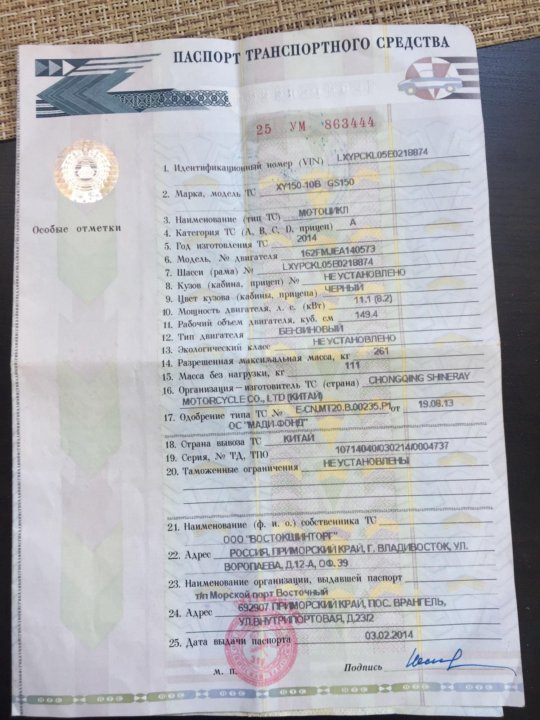 ПАСПОРТ ТРАНСПОРТНОГО СРЕДСТВА
25 УМ 863444
Особые отметки
1. Идентификационный номер (VIN) LXYPCKL05E0218874
2. Марка, модель ТС XY150-10B GS150
3. Наименование (тип ТС) МОТОЦИКЛ
4. Категория ТС (A, B, C, D, прицеп) А
5. Год изготовления ТС 2014
6. Модель, № двигателя 162FMJEA140573
7. Шасси (рама) № LXYPCKL05E0218874
8. Кузов (кабина, прицеп) № НЕ УСТАНОВЛЕНО
9. Цвет кузова (кабины, прицепа) ЧЕРНЫЙ
10. Мощность двигателя, л. с. (кВт) 11.1 (8.2)
11. Рабочий объем двигателя, куб. см 149.4
12. Тип двигателя БЕНЗИНОВЫЙ
13. Экологический класс НЕ УСТАНОВЛЕНО
14. Разрешенная максимальная масса, кг 261
15. Масса без нагрузки, кг 111
16. Организация–изготовитель ТС (страна) CHONGQING SHINERAY
MOTORCYCLE CO., LTD (КИТАЙ)
17. Одобрение типа ТС № E-CN.MT20.B.00235.P1 от 19.08.13
ОС "МАДИ-ФОНД"
18. Страна вывоза ТС КИТАЙ
19. Серия, № ТД, ТПО 10714040/030214/0004737
20. Таможенные ограничения НЕ УСТАНОВЛЕНЫ
21. Наименование (ф. и. о.) собственника ТС
ООО "ВОСТОКШИНТОРГ"
22. Адрес РОССИЯ, ПРИМОРСКИЙ КРАЙ, Г. ВЛАДИВОСТОК, УЛ.
ВОРОПАЕВА, Д.12-А, ОФ. 39
23. Наименование организации, выдавшей паспорт
т/п Морской порт Восточный
24. Адрес 692907 ПРИМОРСКИЙ КРАЙ, ПОС. ВРАНГЕЛЬ,
УЛ.ВНУТРИПОРТОВАЯ, Д.23/2
25. Дата выдачи паспорта 03.02.2014
М. П. Подпись